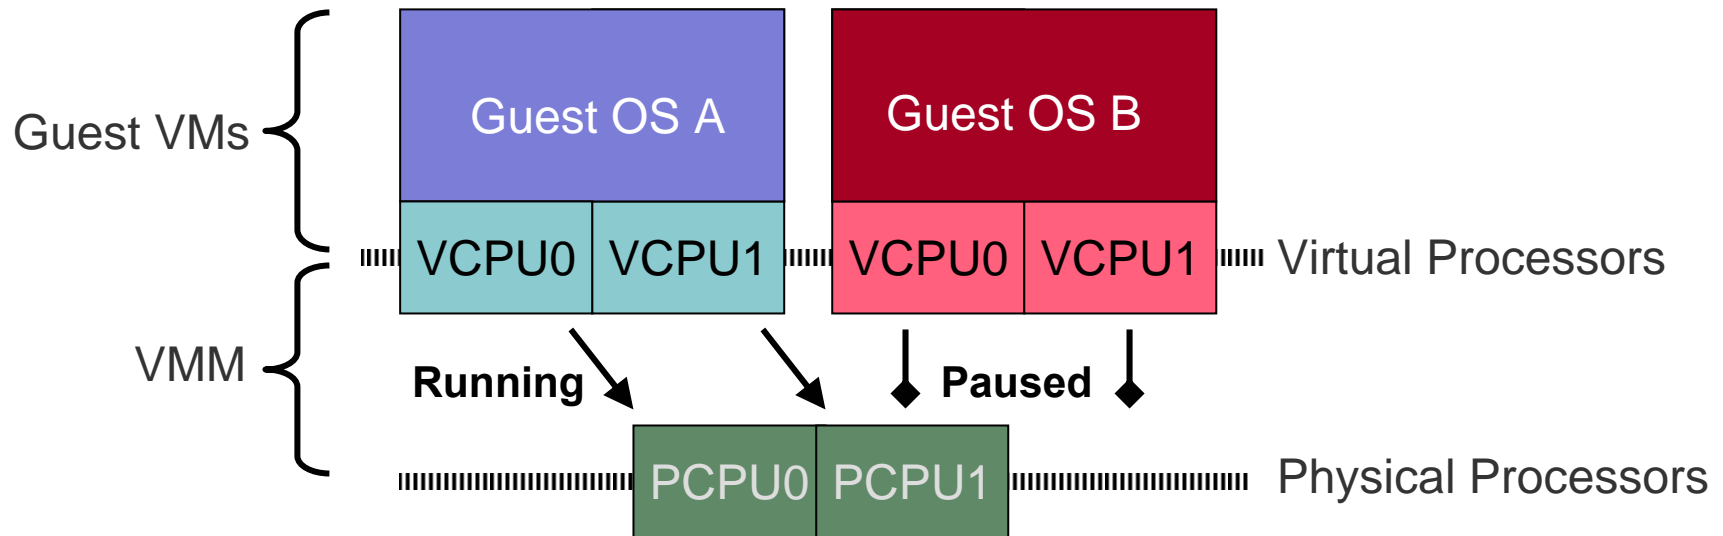 Guest OS A
Guest OS B
Guest VMs
VCPU0
VCPU1
VCPU0
VCPU1
Virtual Processors
VMM
Running
Paused
PCPU0
PCPU1
Physical Processors